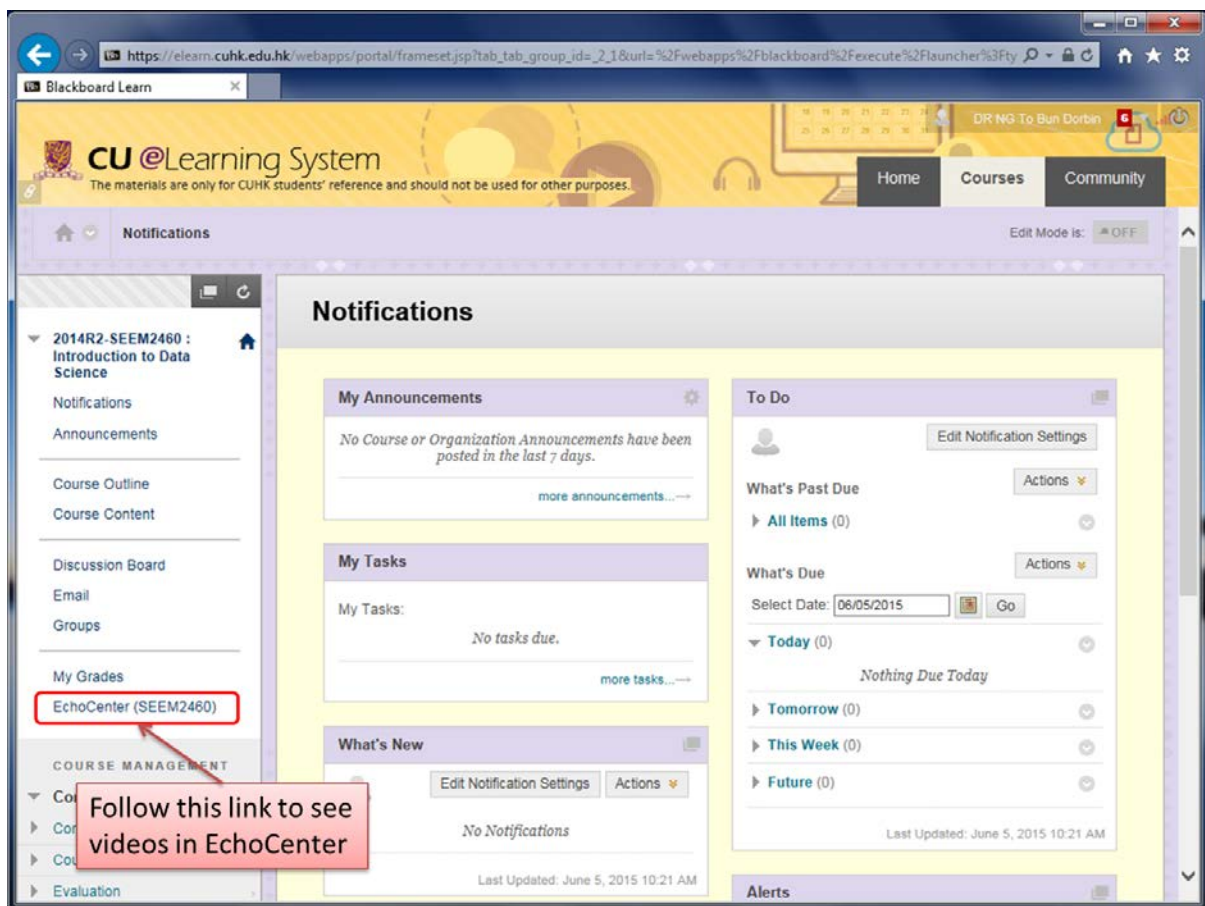 https://elearn.cuhk.edu.hk/webapps/portal/frameset.jsp?tab_tab_group_id=_2_1&url=%2Fwebapps%2Fblackboard%2Fexecute%2Flauncher%3Fty
Blackboard Learn
DR NG To Bun Dorbin
6
CU @Learning System
The materials are only for CUHK students' reference and should not be used for other purposes.
Home Courses Community
Notifications
Edit Mode is: OFF
2014R2-SEEM2460 :
Introduction to Data
Science
Notifications
Announcements
Course Outline
Course Content
Discussion Board
Email
Groups
My Grades
EchoCenter (SEEM2460)
COURSE MANAGEMENT
Follow this link to see
videos in EchoCenter
Evaluation
Notifications
My Announcements
No Course or Organization Announcements have been
posted in the last 7 days.
more announcements...
My Tasks
My Tasks:
No tasks due.
more tasks...
What's New
Edit Notification Settings Actions
No Notifications
Last Updated: June 5, 2015 10:21 AM
To Do
Edit Notification Settings
What's Past Due
Actions
All Items (0)
What's Due
Actions
Select Date: 06/05/2015 Go
Today (0)
Nothing Due Today
Tomorrow (0)
This Week (0)
Future (0)
Last Updated: June 5, 2015 10:21 AM
Alerts